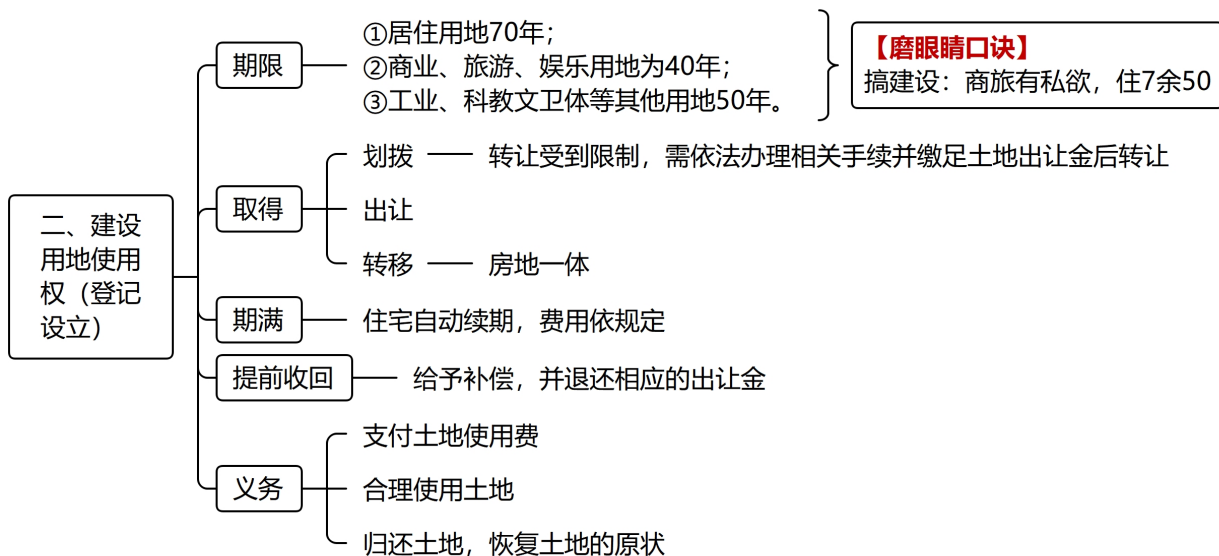 二、建设
用地使用
权（登记
设立）
期限
①居住用地70年；
②商业、旅游、娱乐用地为40年；
③工业、科教文卫体等其他用地50年。
【磨眼睛口诀】
搞建设：商旅有私欲，住7余50
取得
划拨
转让受到限制，需依法办理相关手续并缴足土地出让金后转让
出让
转移
房地一体
期满
住宅自动续期，费用依规定
提前收回
给予补偿，并退还相应的出让金
义务
支付土地使用费
合理使用土地
归还土地，恢复土地的原状